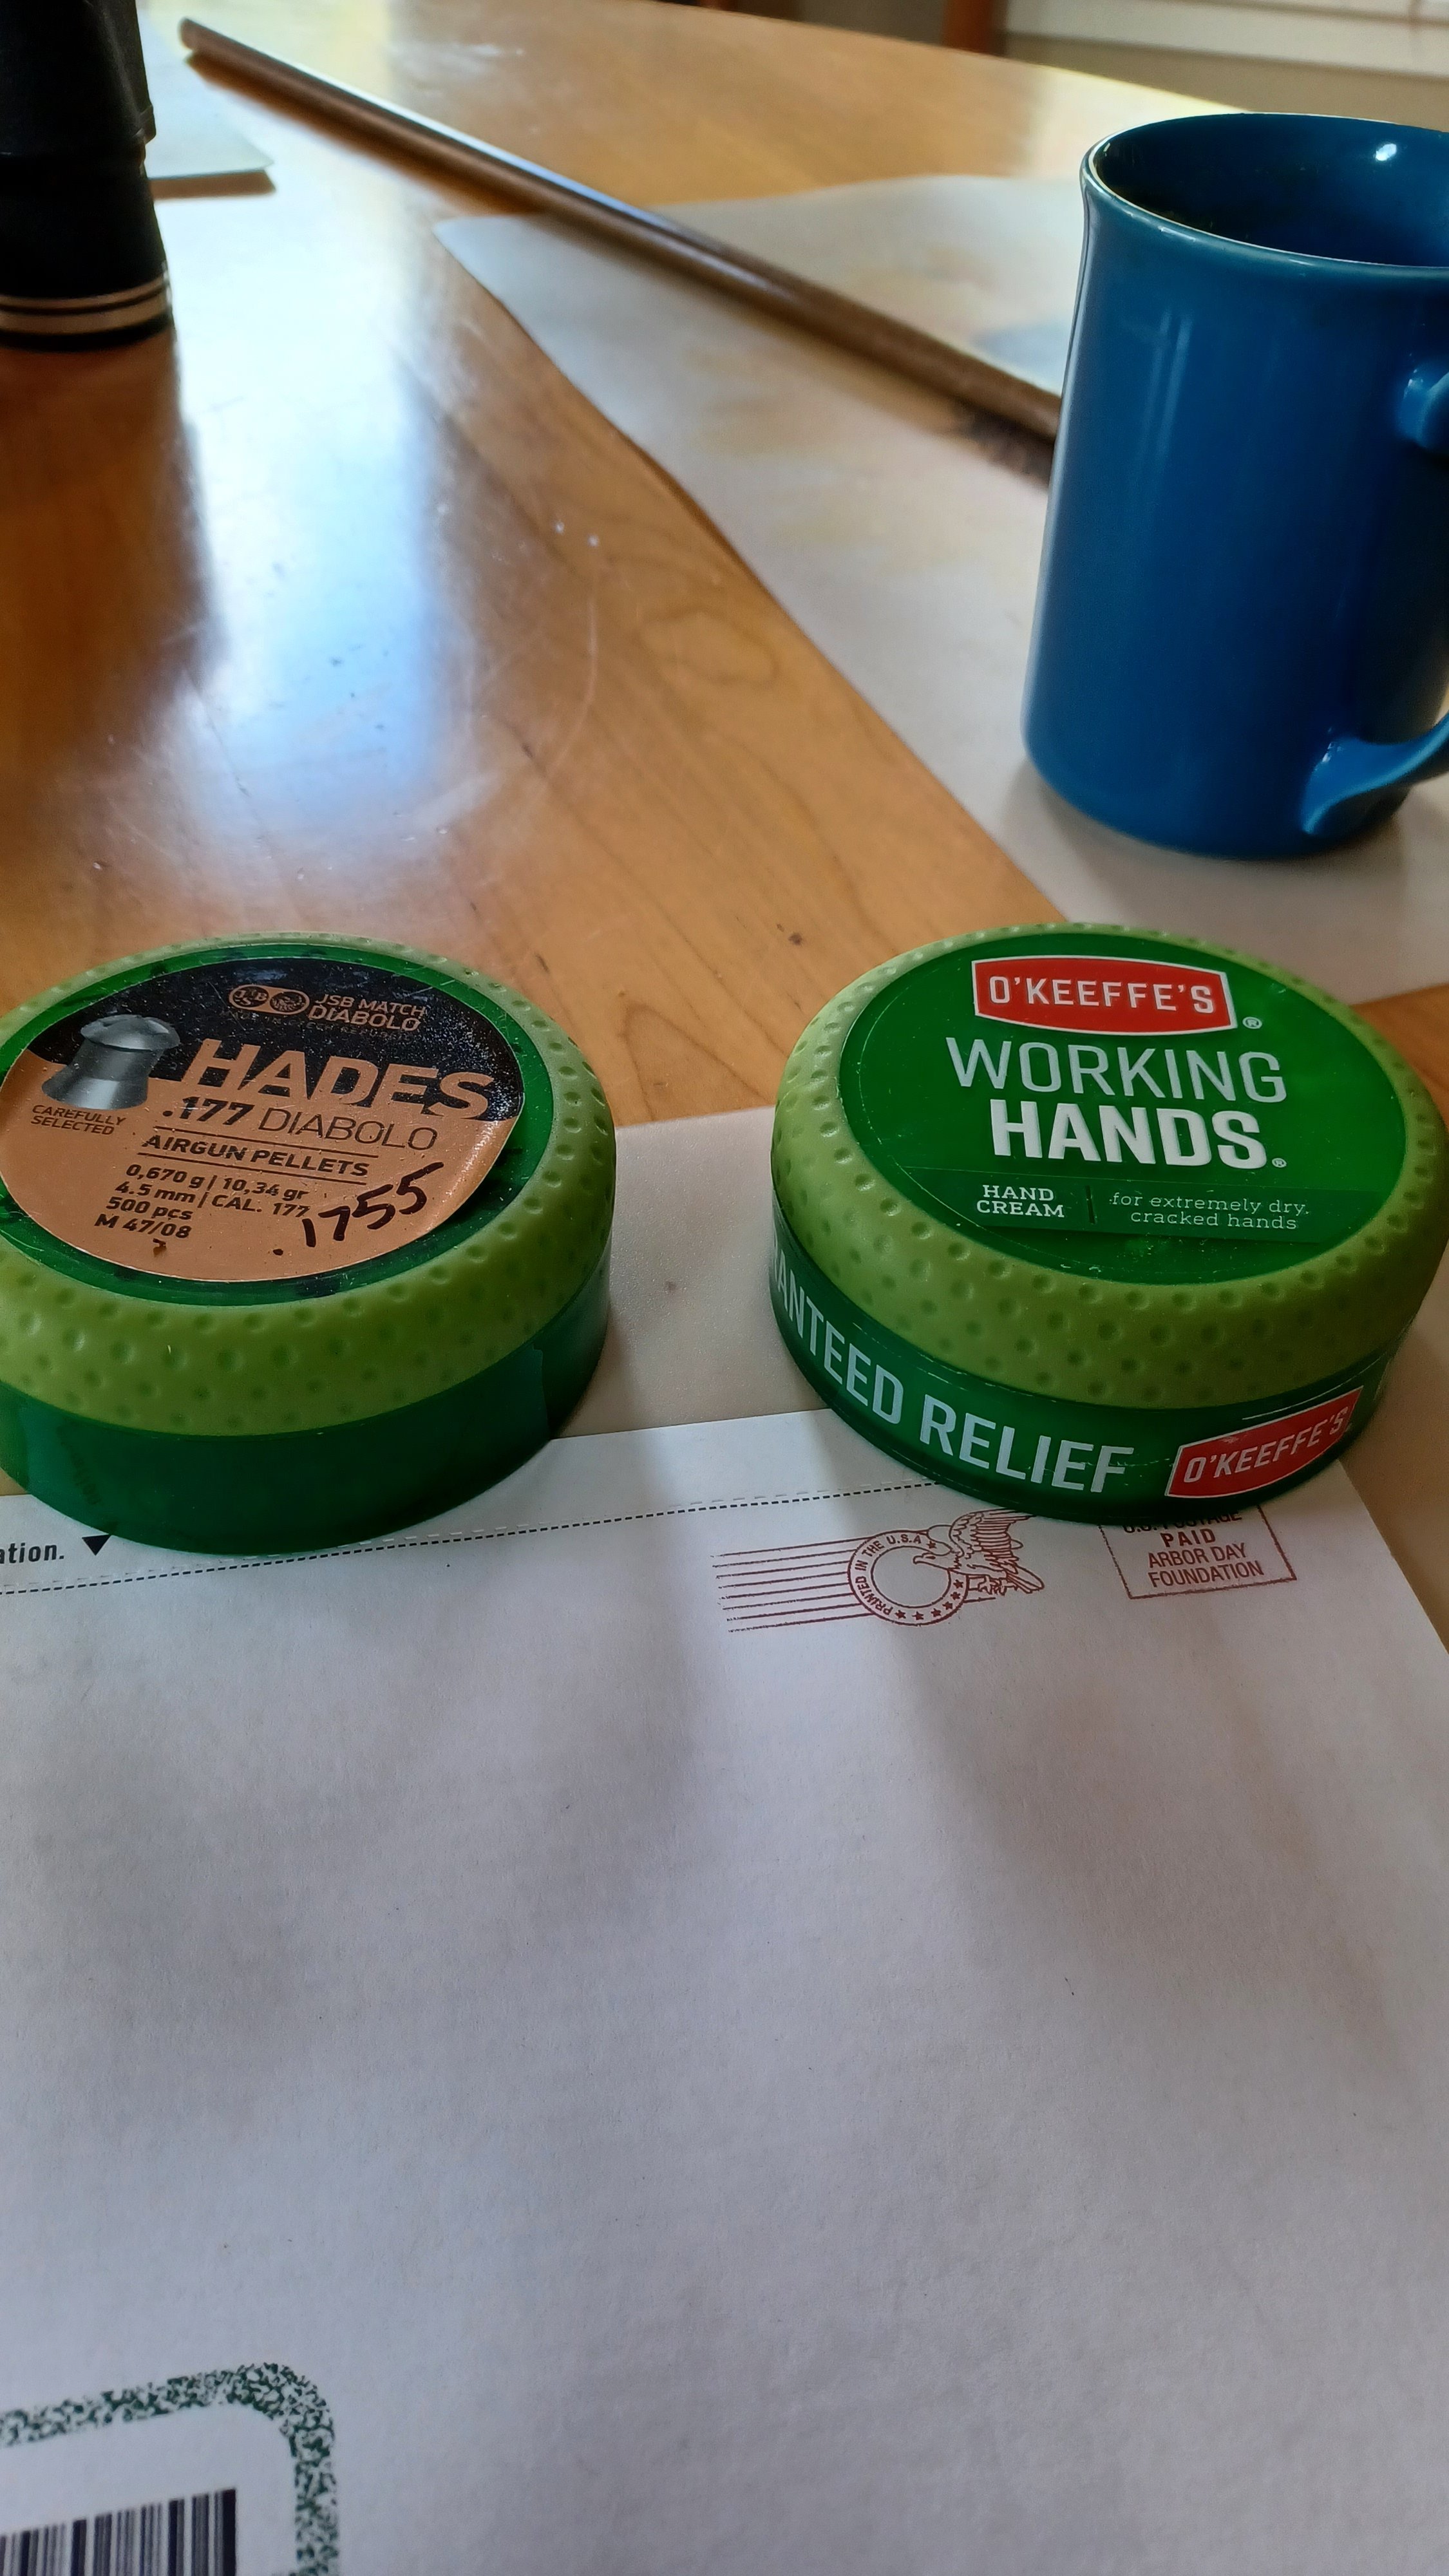 JSB MATCH
DIABOLO
HADES
.177 DIABOLO
CAREFULLY
SELECTED
AIRGUN PELLETS
0,670 g | 10,34 gr
4.5 mm | CAL. 177
500 pcs
M 47/08
.1755
O'KEEFFE'S®
WORKING
HANDS®
HAND
CREAM
for extremely dry,
cracked hands
ANTEED RELIEF
O'KEEFFE'S
ation.
PRINTED IN THE U.S.A
U.S. POSTAGE
PAID
ARBOR DAY
FOUNDATION